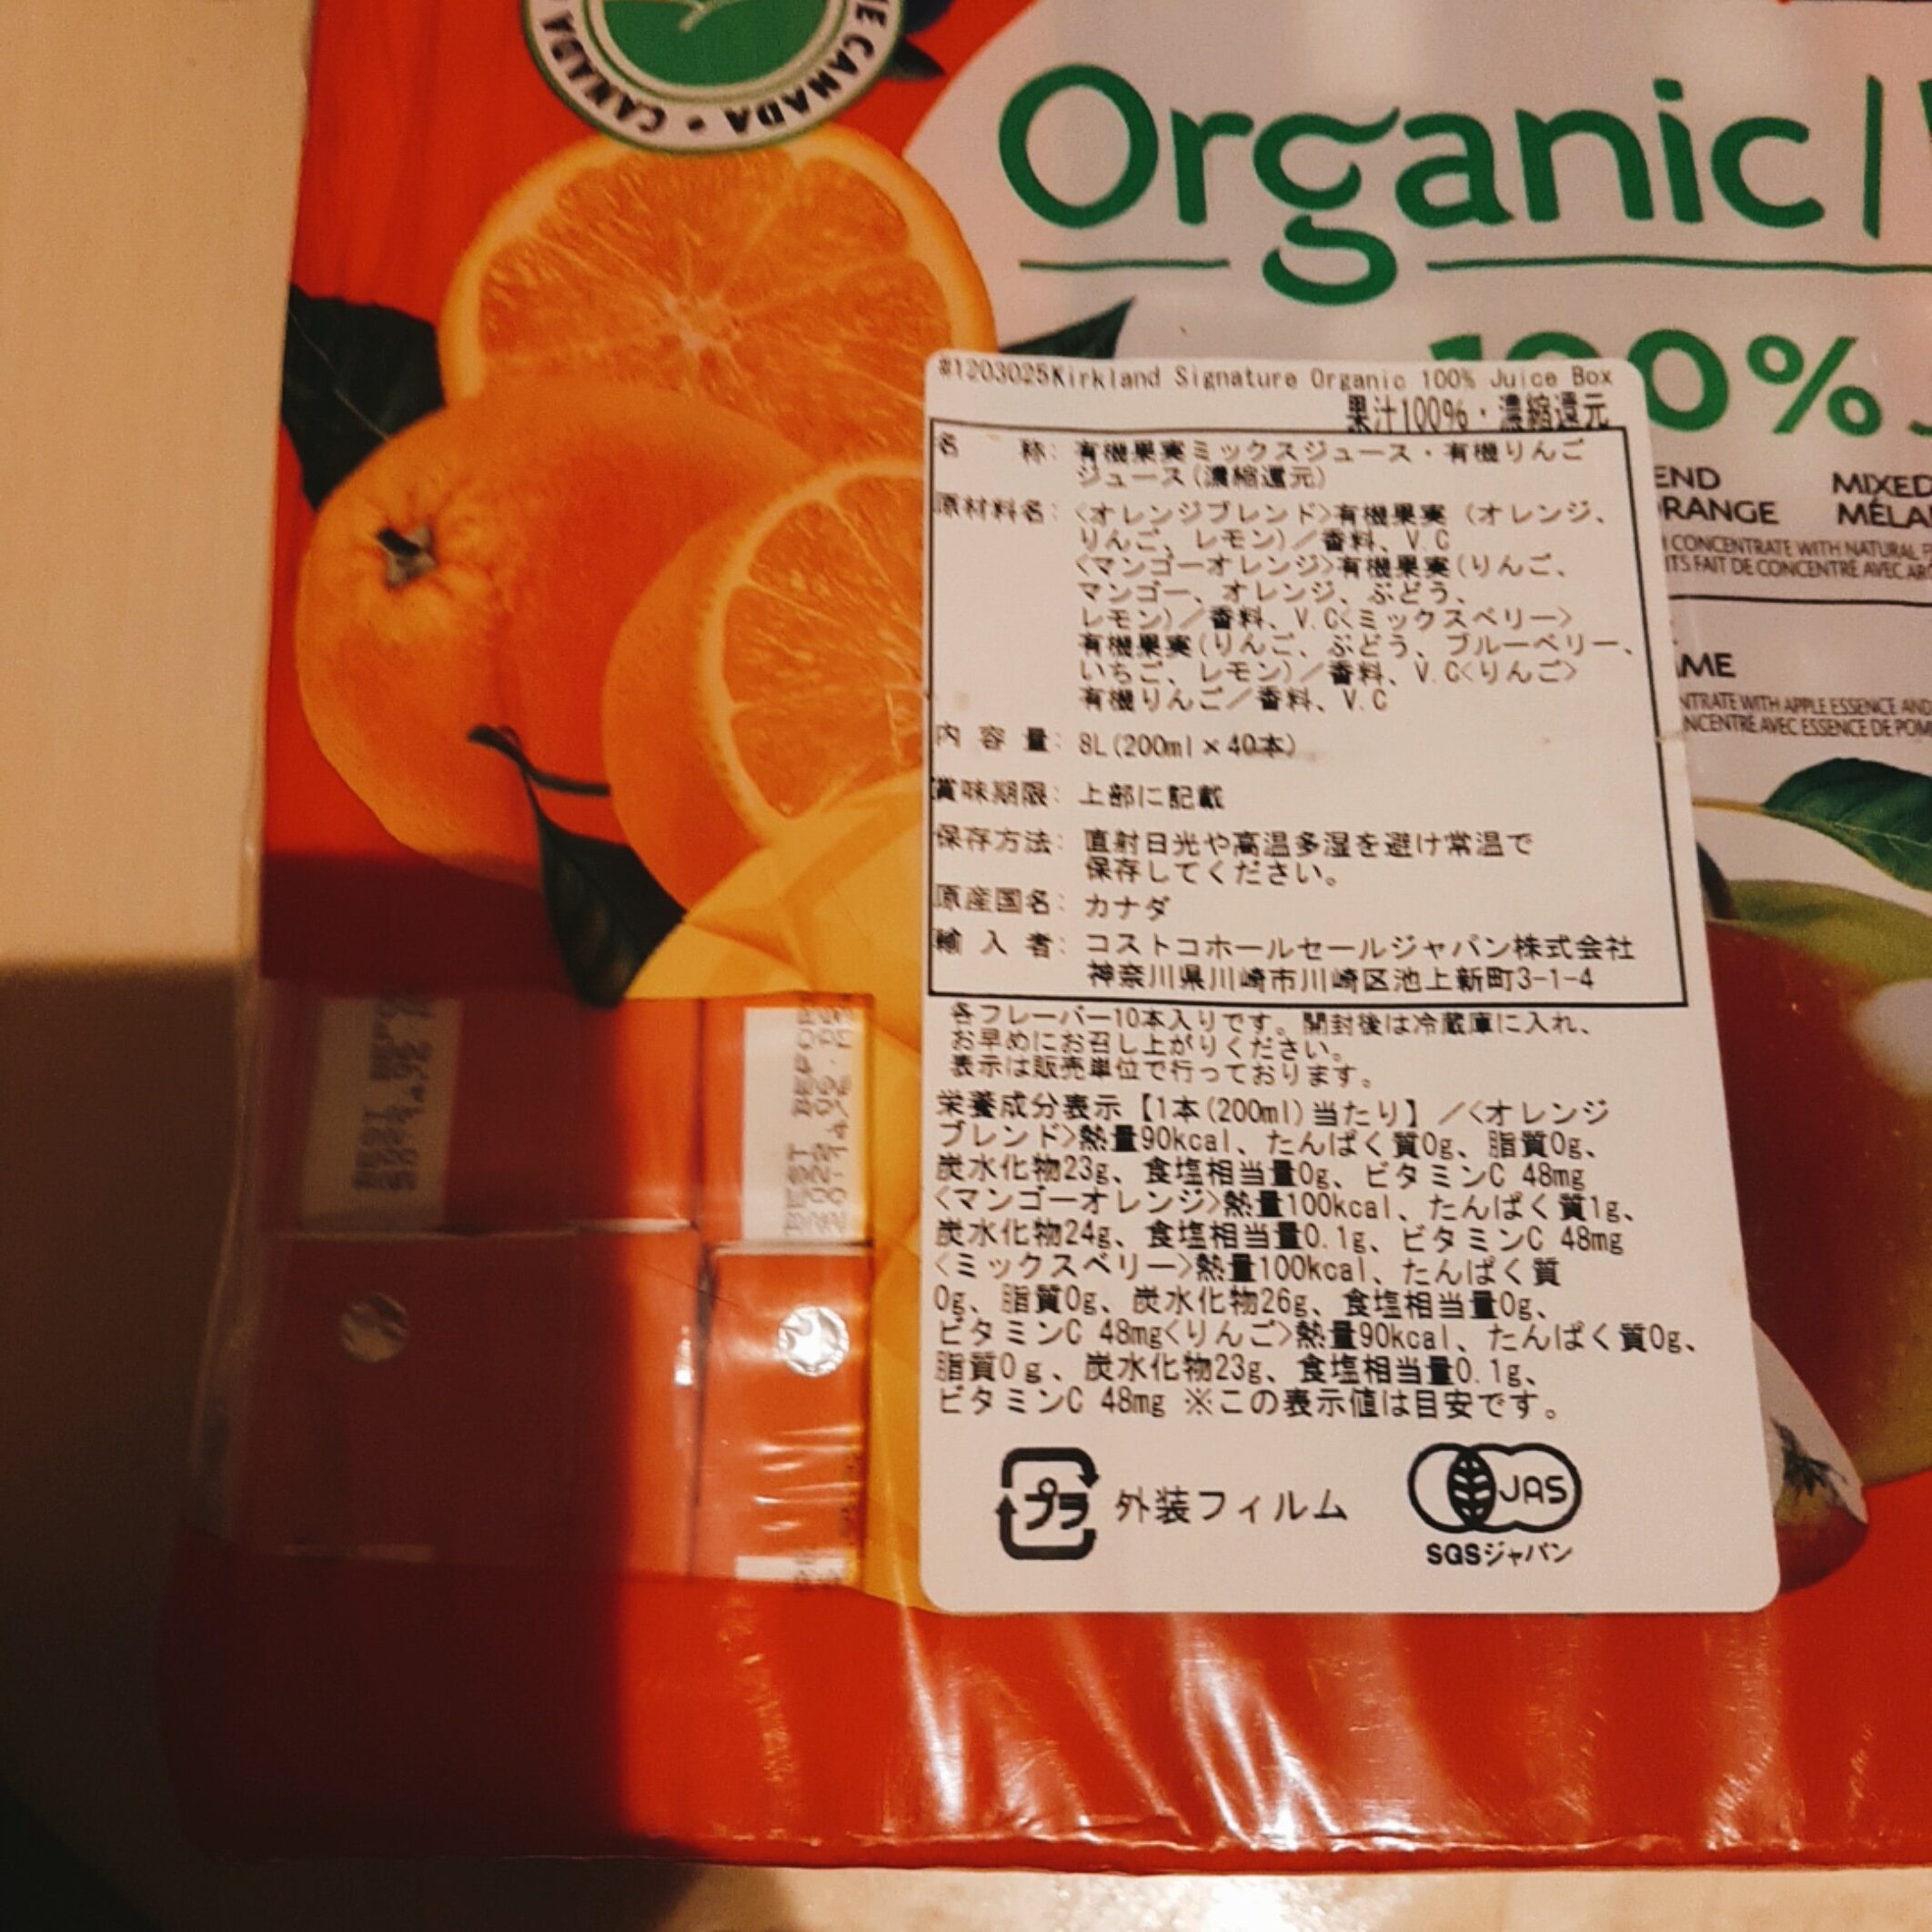 CANADA • CANADA
Organic
100%
END
ORANGE
MIXED
CONCENTRATE WITH NATURAL
FAIT DE CONCENTRÉ AVEC
WITH APPLE ESSENCE AND
AVEC ESSENCE DE
#1203025Kirkland Signature Organic 100% Juice Box
果汁100%・濃縮還元
名　　称: 有機果実ミックスジュース・有機りんご
ジュース(濃縮還元)
原材料名: <オレンジブレンド>有機果実 (オレンジ、
りんご、レモン)/香料、V.C
<マンゴーオレンジ>有機果実(りんご、
マンゴー、オレンジ、ぶどう、
レモン)/香料、V.C<ミックスベリー>
有機果実(りんご、ぶどう、ブルーベリー、
いちご、レモン)/香料、V.C<りんご>
有機りんご/香料、V.C
内 容 量: 8L(200ml×40本)
賞味期限: 上部に記載
保存方法: 直射日光や高温多湿を避け常温で
保存してください。
原産国名: カナダ
輸 入 者: コストコホールセールジャパン株式会社
神奈川県川崎市川崎区池上新町3-1-4
各フレーバー10本入りです。開封後は冷蔵庫に入れ、
お早めにお召し上がりください。
表示は販売単位で行っております。
栄養成分表示【1本(200ml)当たり】/<オレンジ
ブレンド>熱量90kcal、たんぱく質0g、脂質0g、
炭水化物23g、食塩相当量0g、ビタミンC 48mg
<マンゴーオレンジ>熱量100kcal、たんぱく質1g、
炭水化物24g、食塩相当量0.1g、ビタミンC 48mg
<ミックスベリー>熱量100kcal、たんぱく質
0g、脂質0g、炭水化物26g、食塩相当量0g、
ビタミンC 48mg<りんご>熱量90kcal、たんぱく質0g、
脂質0g、炭水化物23g、食塩相当量0.1g、
ビタミンC 48mg ※この表示値は目安です。
プラ 外装フィルム
JAS
SGSジャパン
BEST
BEST